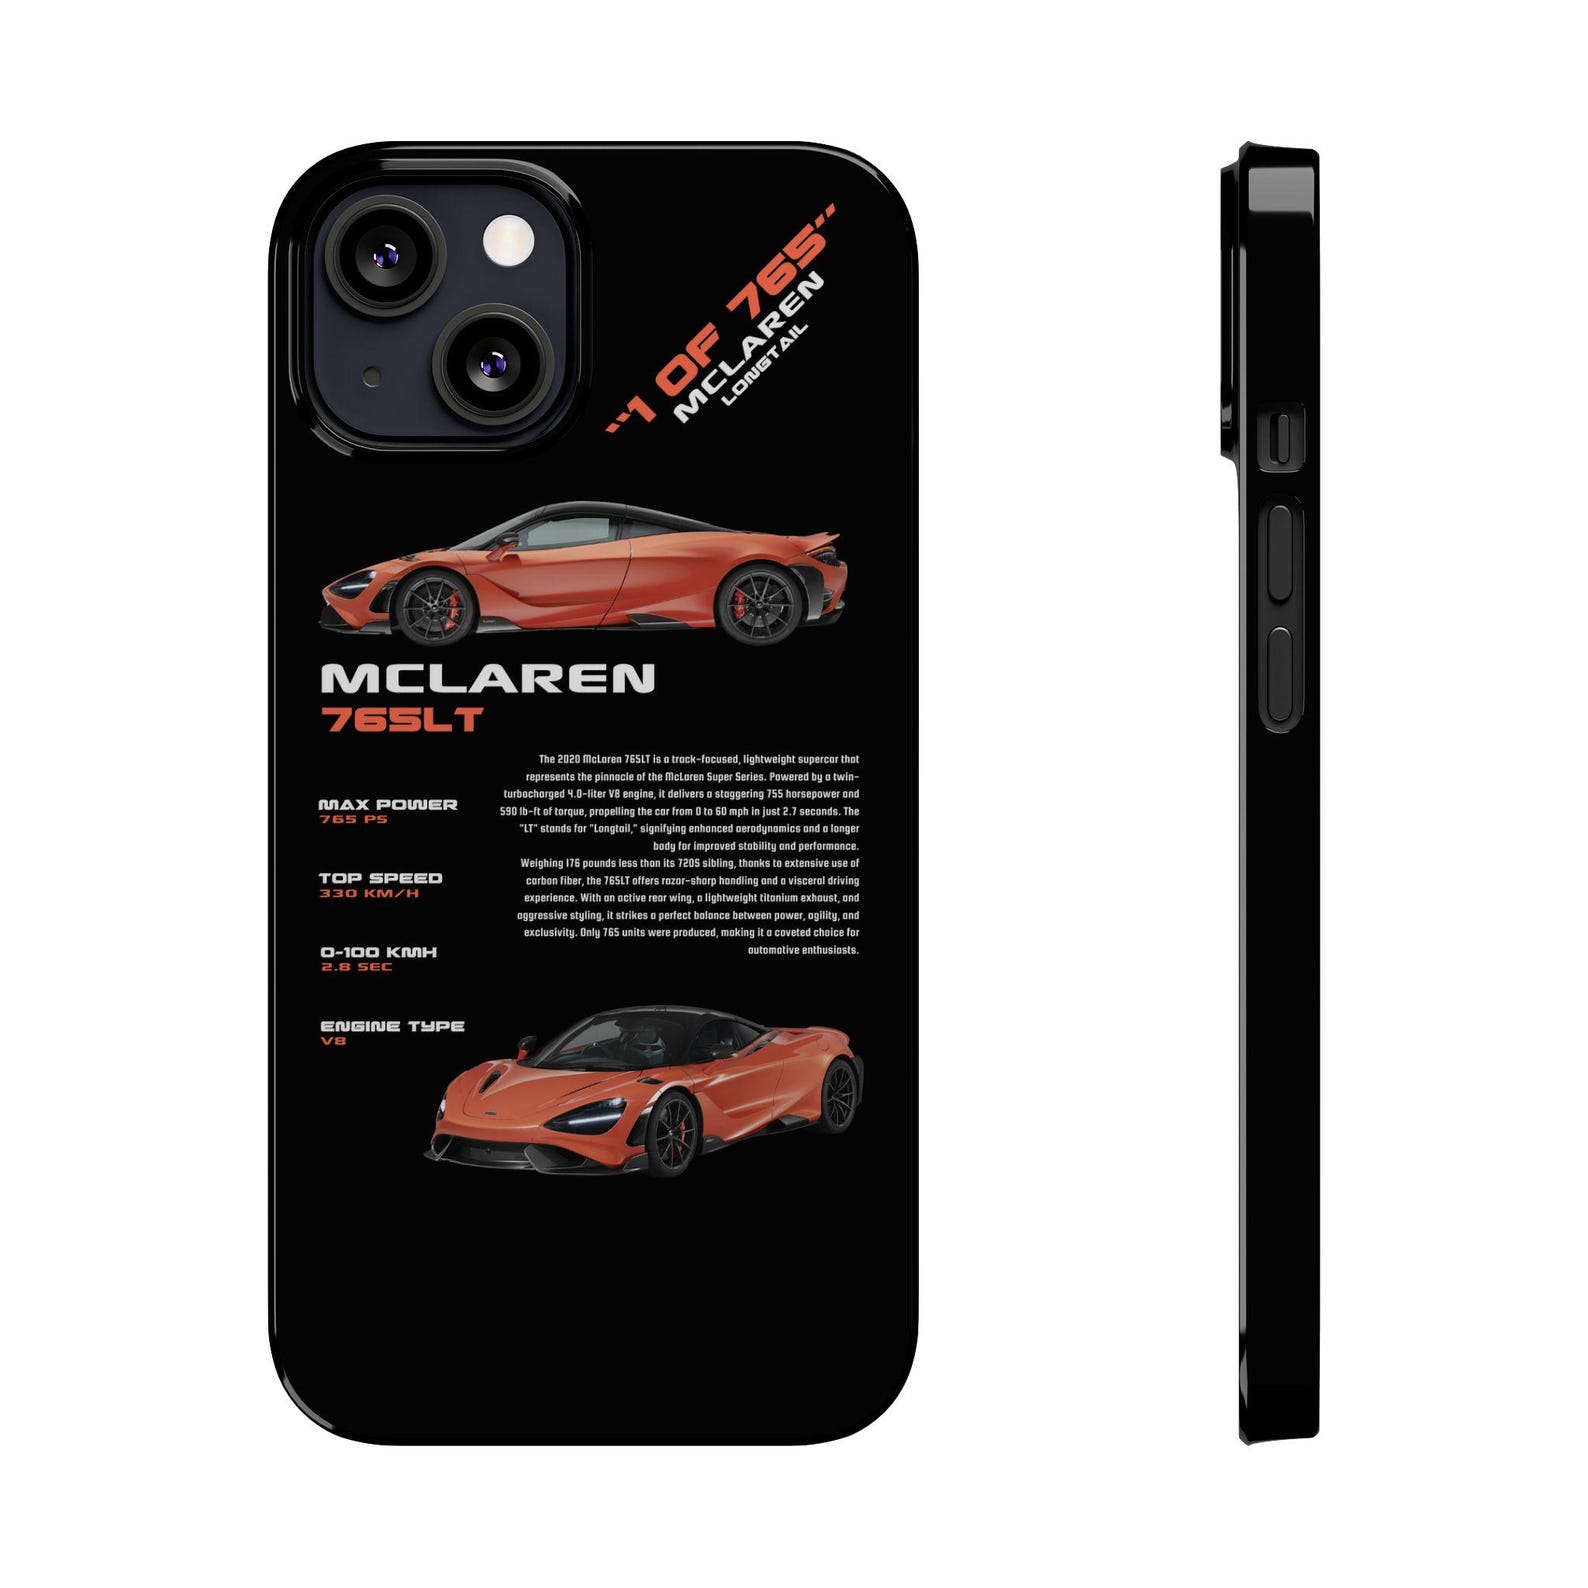 "1 OF 765"
MCLAREN
LONGTAIL
MCLAREN
765LT
The 2020 McLaren 765LT is a track-focused, lightweight supercar that
represents the pinnacle of the McLaren Super Series. Powered by a twin-
turbocharged 4.0-liter V8 engine, it delivers a staggering 755 horsepower and
590 lb-ft of torque, propelling the car from 0 to 60 mph in just 2.7 seconds. The
"LT" stands for "Longtail," signifying enhanced aerodynamics and a longer
body for improved stability and performance.
Weighing 176 pounds less than its 720S sibling, thanks to extensive use of
carbon fiber, the 765LT offers razor-sharp handling and a visceral driving
experience. With an active rear wing, a lightweight titanium exhaust, and
aggressive styling, it strikes a perfect balance between power, agility, and
exclusivity. Only 765 units were produced, making it a coveted choice for
automotive enthusiasts.
MAX POWER
765 PS
TOP SPEED
330 KM/H
0-100 KMH
2.8 SEC
ENGINE TYPE
V8